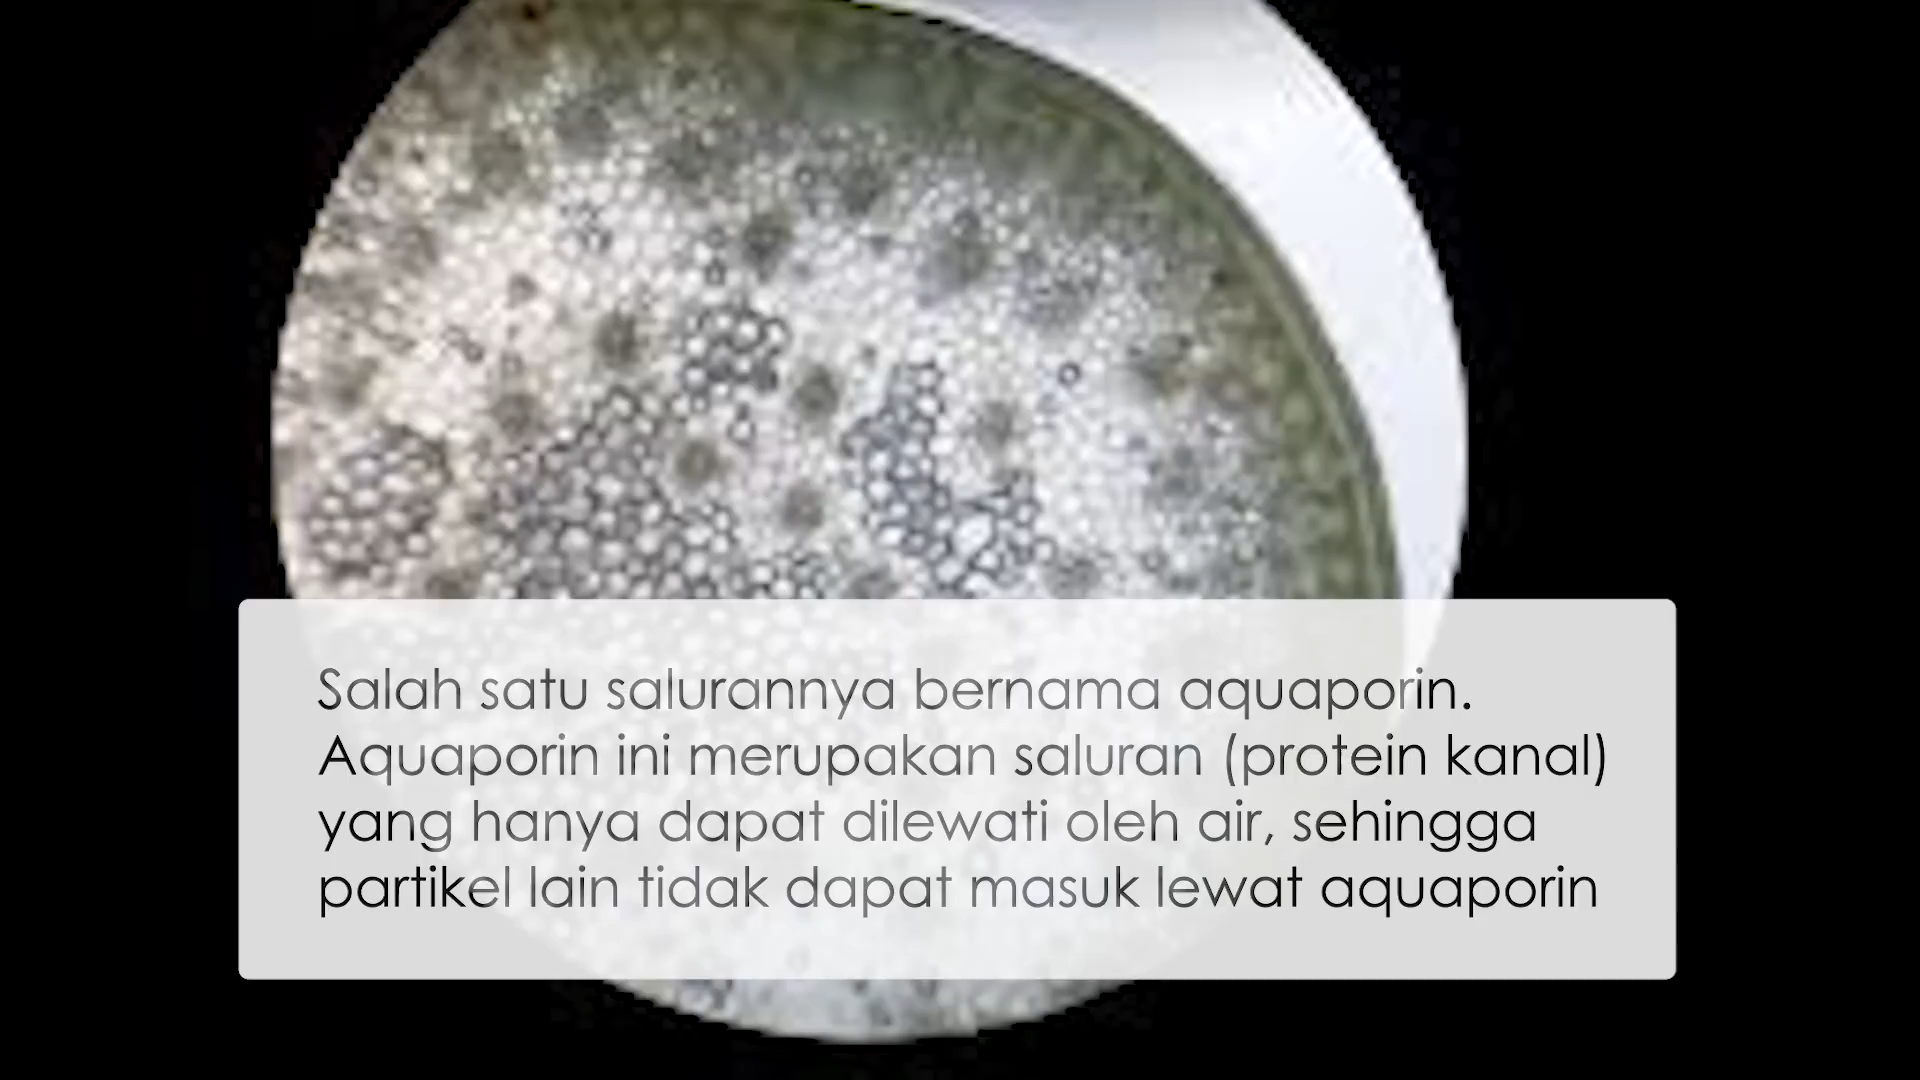 Salah satu salurannya bernama aquaporin.
Aquaporin ini merupakan saluran (protein kanal)
yang hanya dapat dilewati oleh air, sehingga
partikel lain tidak dapat masuk lewat aquaporin